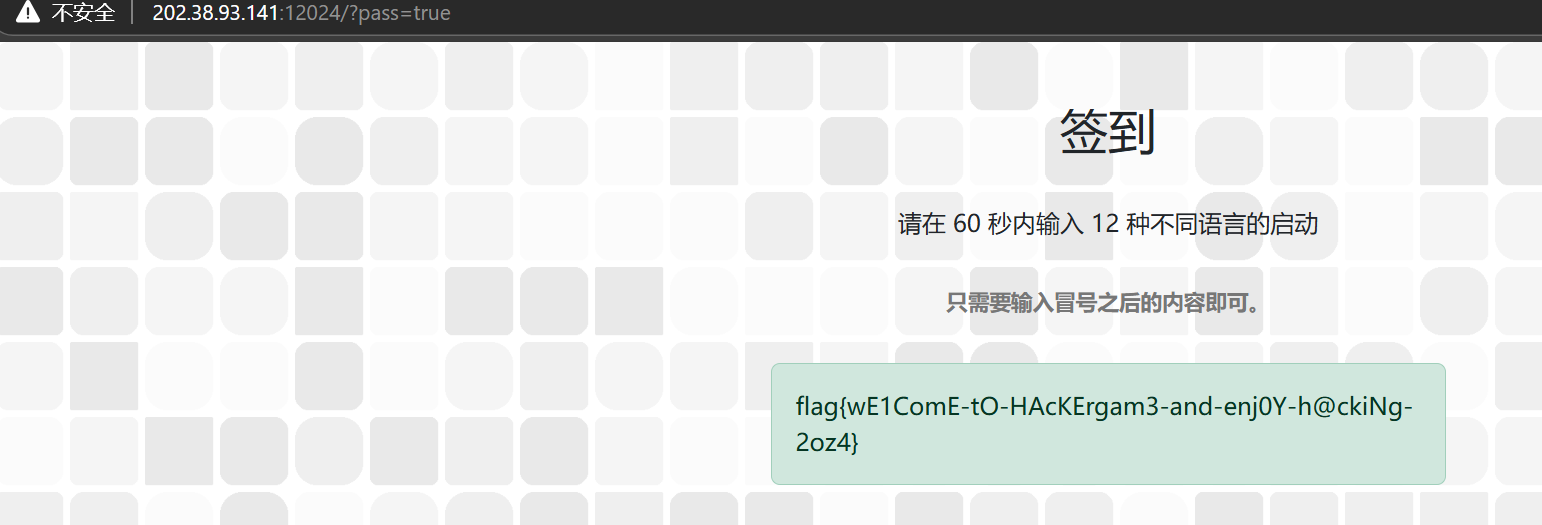 不安全 202.38.93.141:12024/?pass=true
签到
请在 60 秒内输入 12 种不同语言的启动
只需要输入冒号之后的内容即可。
flag{wE1ComE-tO-HAcKErgam3-and-enj0Y-h@ckiNg-
2oz4}